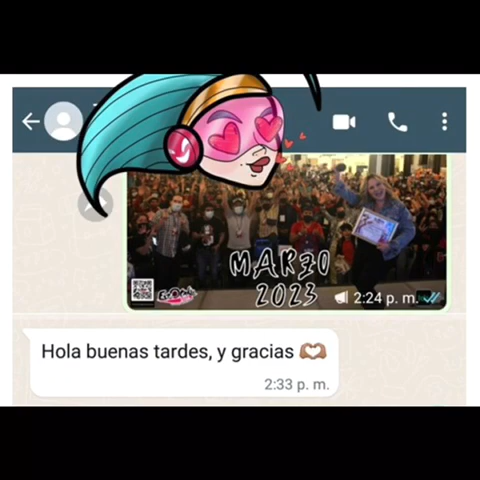 MARZO
2023
2:24 p. m.
Hola buenas tardes, y gracias 🫶🏽
2:33 p. m.